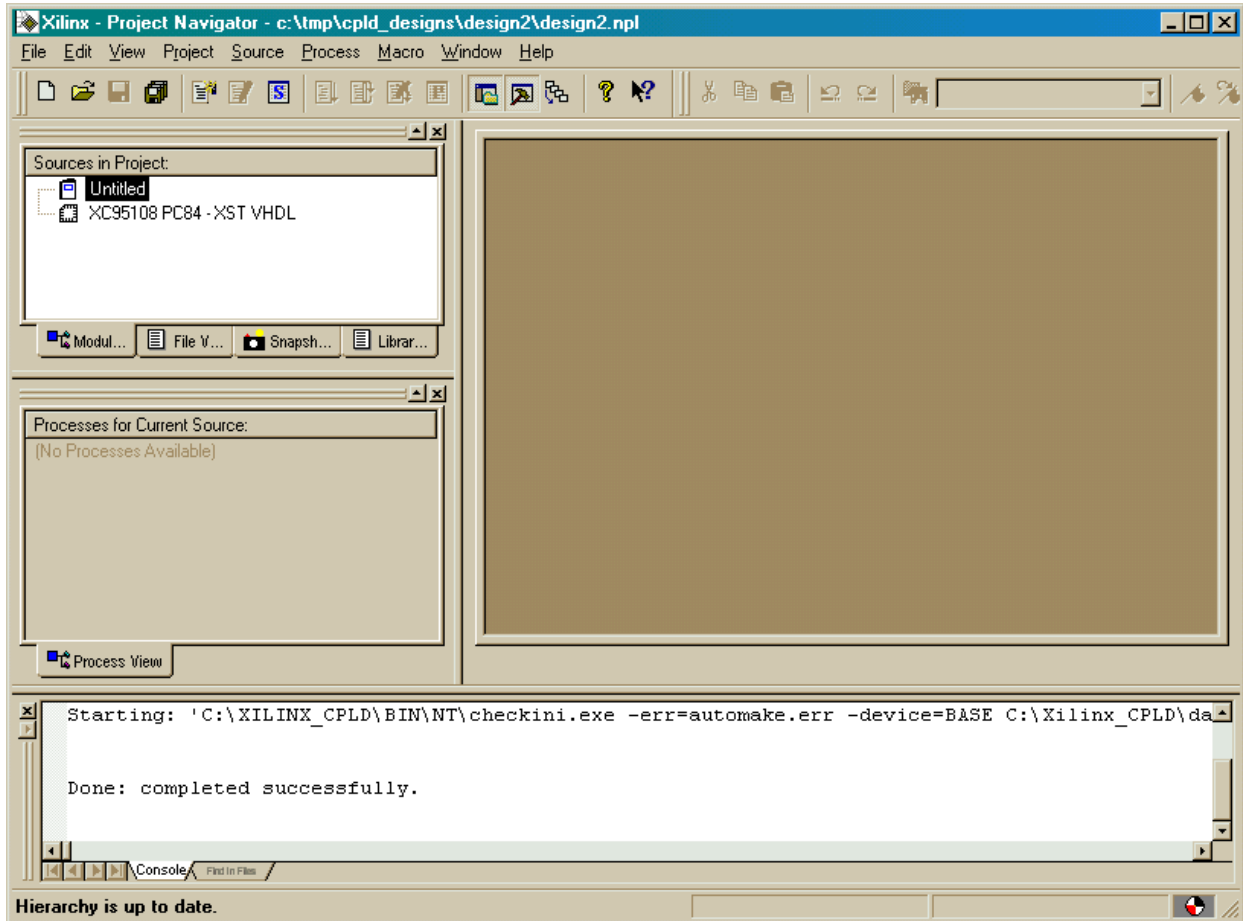 Xilinx - Project Navigator - c:\tmp\cpld_designs\design2\design2.npl
File Edit View Project Source Process Macro Window Help
Sources in Project:
Untitled
XC95108 PC84 - XST VHDL
Modul... File V... Snapsh... Librar...
Processes for Current Source:
(No Processes Available)
Process View
Starting: 'C:\XILINX_CPLD\BIN\NT\checkini.exe -err=automake.err -device=BASE C:\Xilinx_CPLD\da
Done: completed successfully.
Console Find in Files
Hierarchy is up to date.